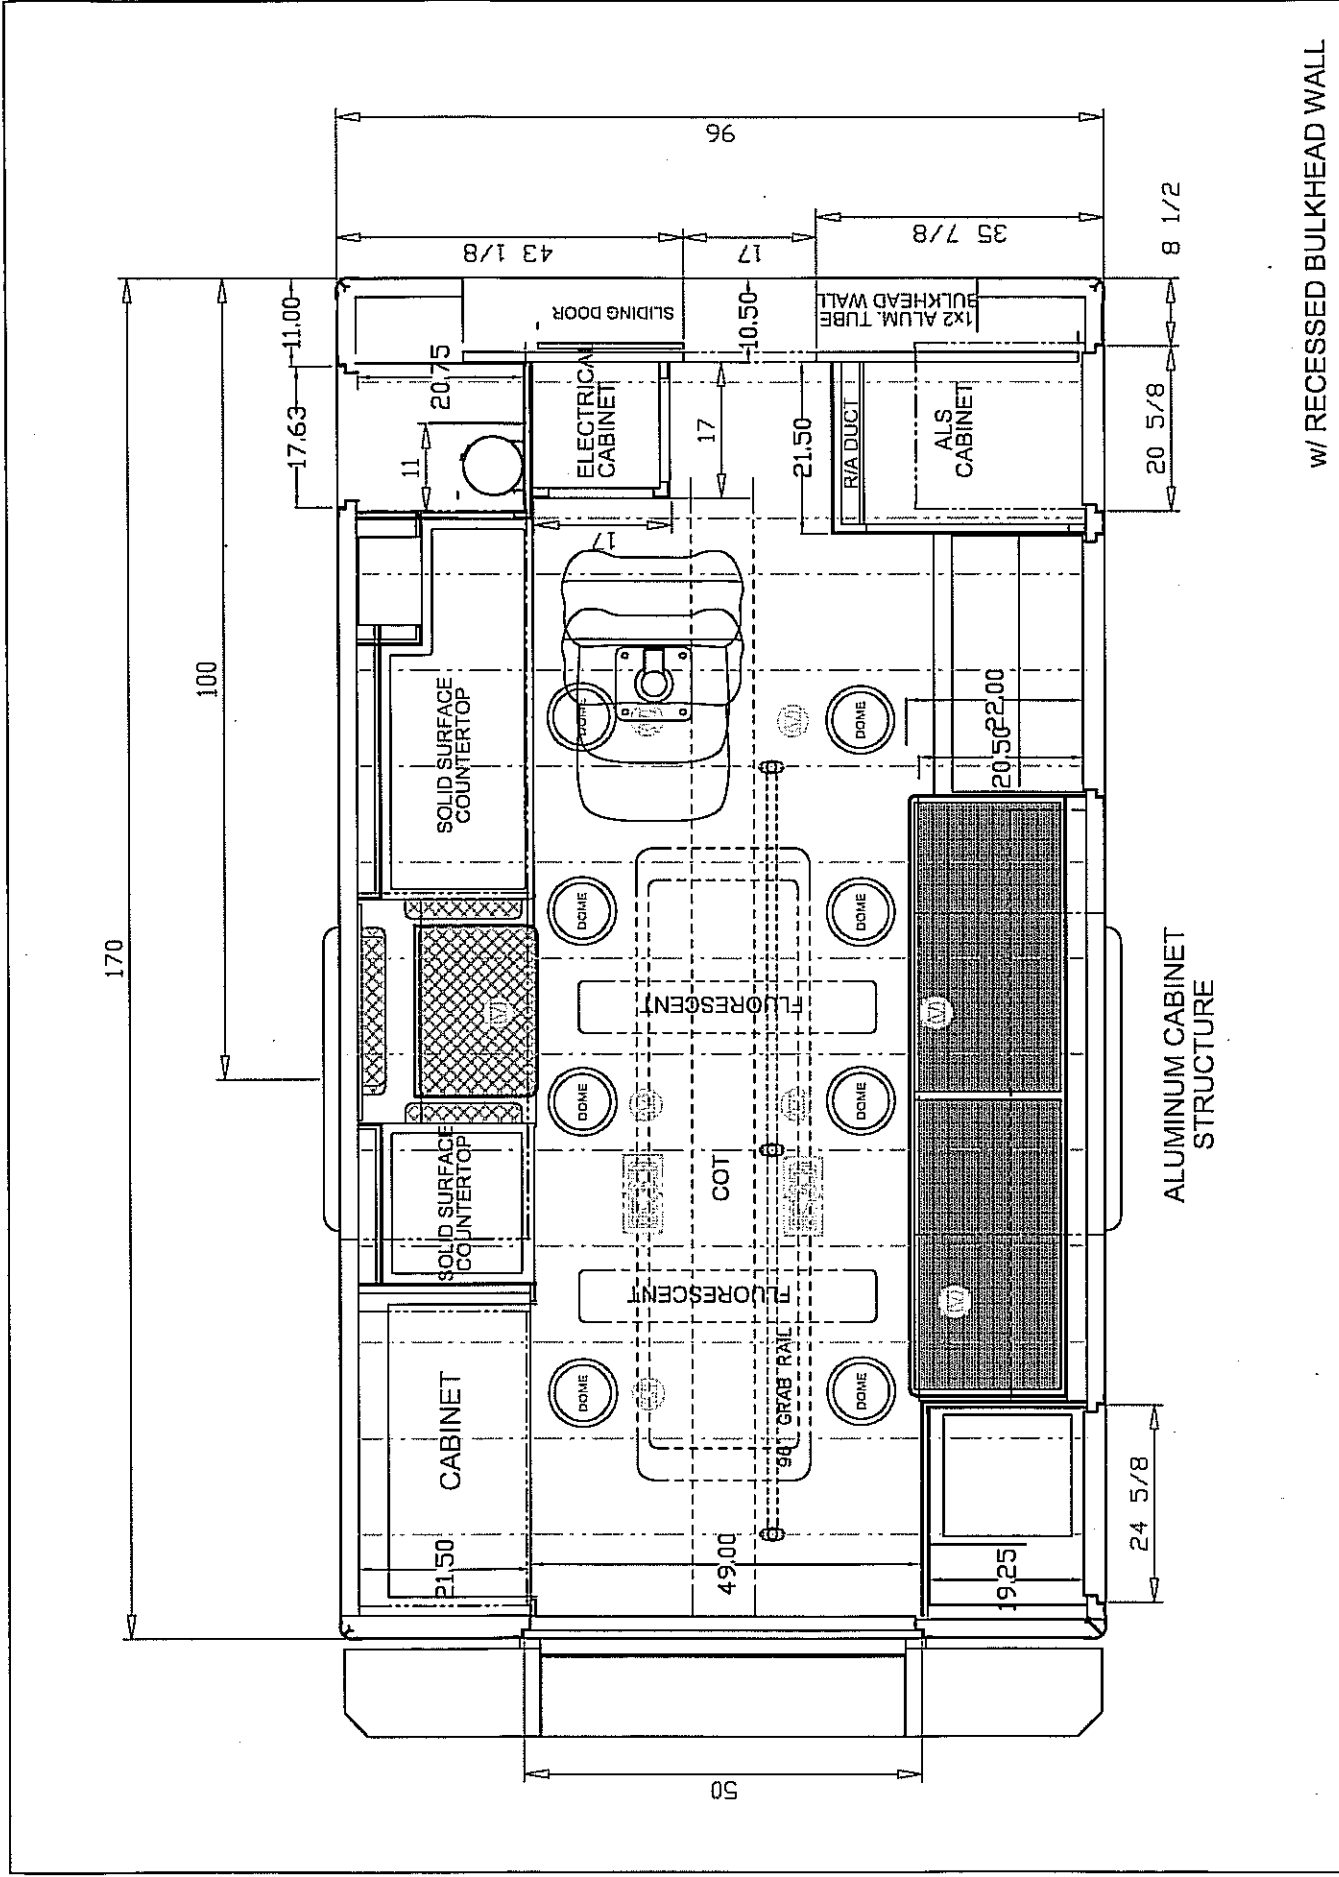 w/ RECESSED BULKHEAD WALL
170
100
96
11.00
17.63
20.75
11
43 1/8
17
35 7/8
8 1/2
20 5/8
SLIDING DOOR
10.50
1x2 ALUM. TUBE
BULKHEAD WALL
ELECTRICAL
CABINET
17
17
21.50
R/A DUCT
ALS
CABINET
SOLID SURFACE
COUNTERTOP
DOME
DOME
22.00
20.50
DOME
DOME
FLUORESCENT
DOME
DOME
SOLID SURFACE
COUNTERTOP
COT
FLUORESCENT
ALUMINUM CABINET
STRUCTURE
CABINET
DOME
DOME
GRAB RAIL
21.50
49.00
19.25
24 5/8
50